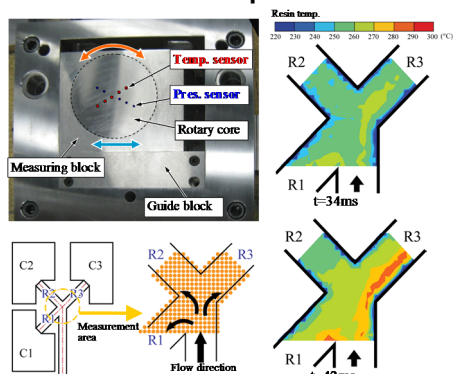 Resin temp.
220 230 240 250 260 270 280 290 300 (°C)
Temp. sensor
Pres. sensor
Rotary core
Measuring block
Guide block
R2
R3
R1
t=34ms
C2
C3
R2
R3
R1
C1
Measurement
area
R2
R3
R1
Flow direction
R2
R3
R1